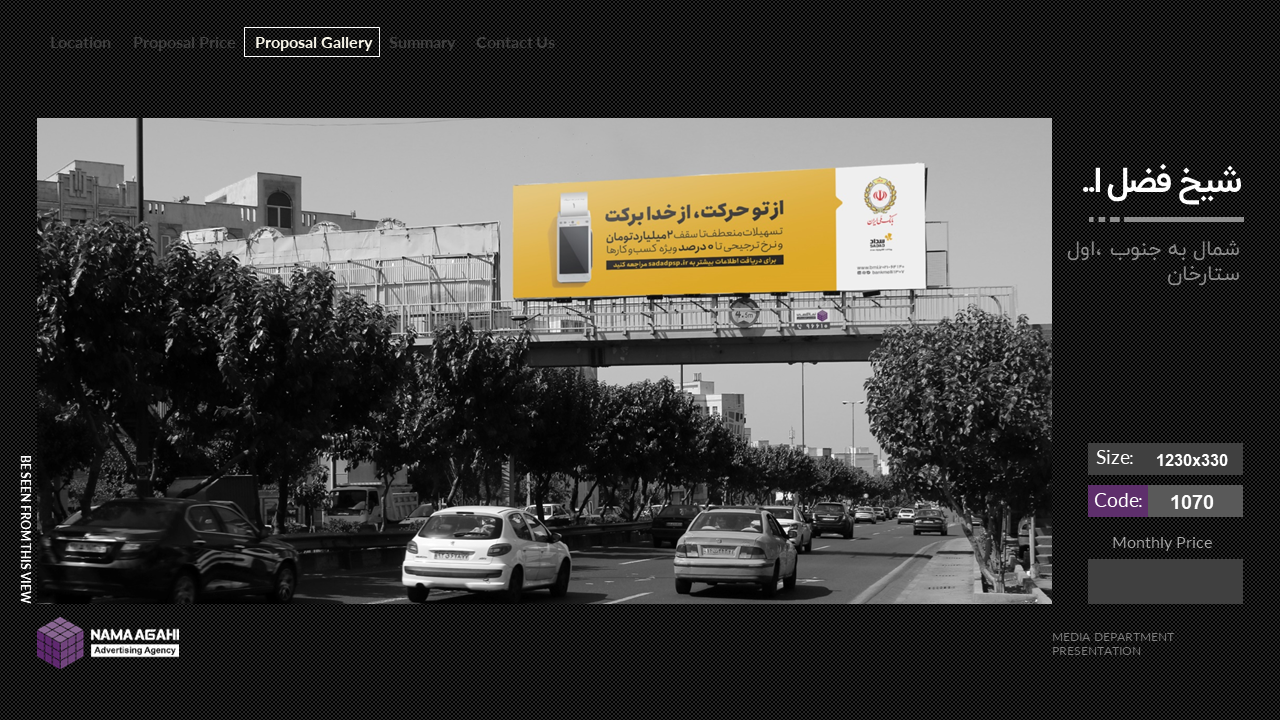 Location
Proposal Price
Proposal Gallery
Summary
Contact Us
شیخ فضل ا..
شمال به جنوب ، اول
ستارخان
از تو حرکت، از خدا برکت
تسهیلات منعطف تا سقف ۲ میلیارد تومان
و نرخ ترجیحی تا ۰ درصد ویژه کسب‌و‌کارها
برای دریافت اطلاعات بیشتر به sadadpsp.ir مراجعه کنید
بانک ملی ایران
سداد
SADAD
Size:
1230x330
Code:
1070
Monthly Price
BE SEEN FROM THIS VIEW
NAMA AGAHI
Advertising Agency
MEDIA DEPARTMENT
PRESENTATION